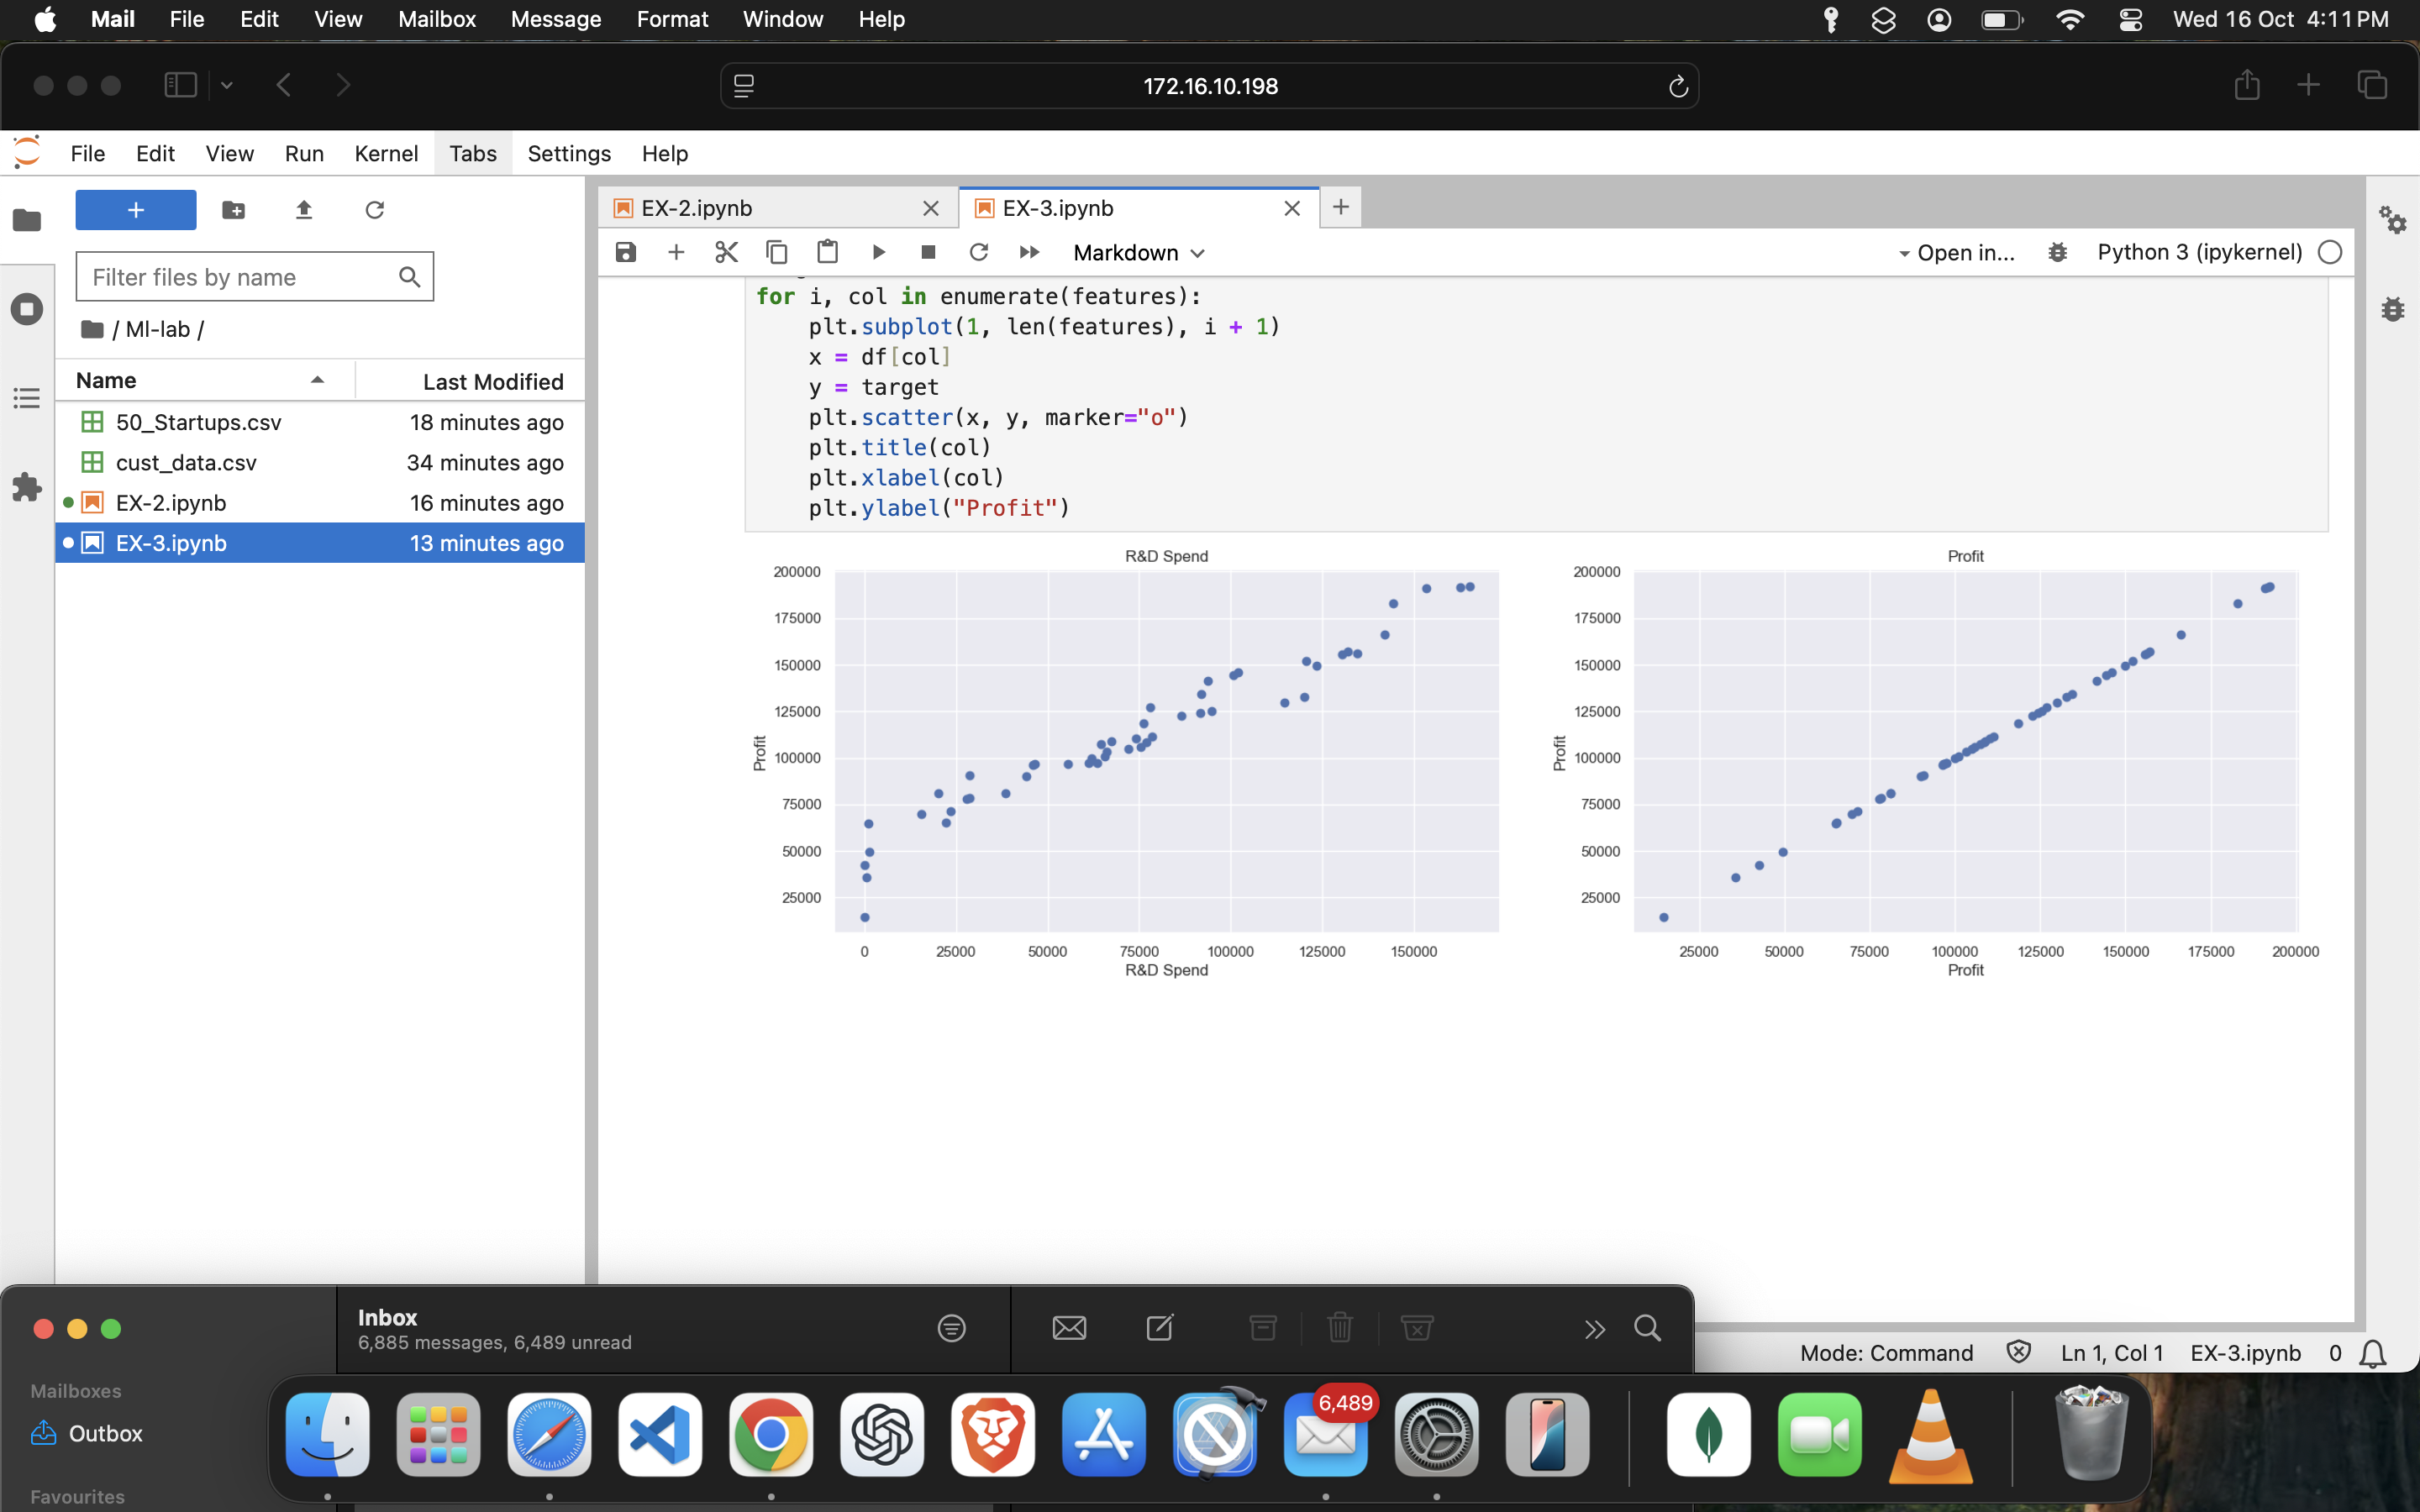 Mail File Edit View Mailbox Message Format Window Help Wed 16 Oct 4:11 PM
172.16.10.198
File Edit View Run Kernel Tabs Settings Help
+
Filter files by name
/ Ml-lab /
Name Last Modified
50_Startups.csv 18 minutes ago
cust_data.csv 34 minutes ago
EX-2.ipynb 16 minutes ago
EX-3.ipynb 13 minutes ago
EX-2.ipynb EX-3.ipynb
Markdown Open in... Python 3 (ipykernel)
for i, col in enumerate(features):
    plt.subplot(1, len(features), i + 1)
    x = df[col]
    y = target
    plt.scatter(x, y, marker="o")
    plt.title(col)
    plt.xlabel(col)
    plt.ylabel("Profit")
R&D Spend
200000
175000
150000
125000
100000
75000
50000
25000
Profit
0 25000 50000 75000 100000 125000 150000
R&D Spend
Profit
200000
175000
150000
125000
100000
75000
50000
25000
Profit
25000 50000 75000 100000 125000 150000 175000 200000
Profit
Mode: Command Ln 1, Col 1 EX-3.ipynb 0
Inbox
6,885 messages, 6,489 unread
Mailboxes
Outbox
Favourites
6,489